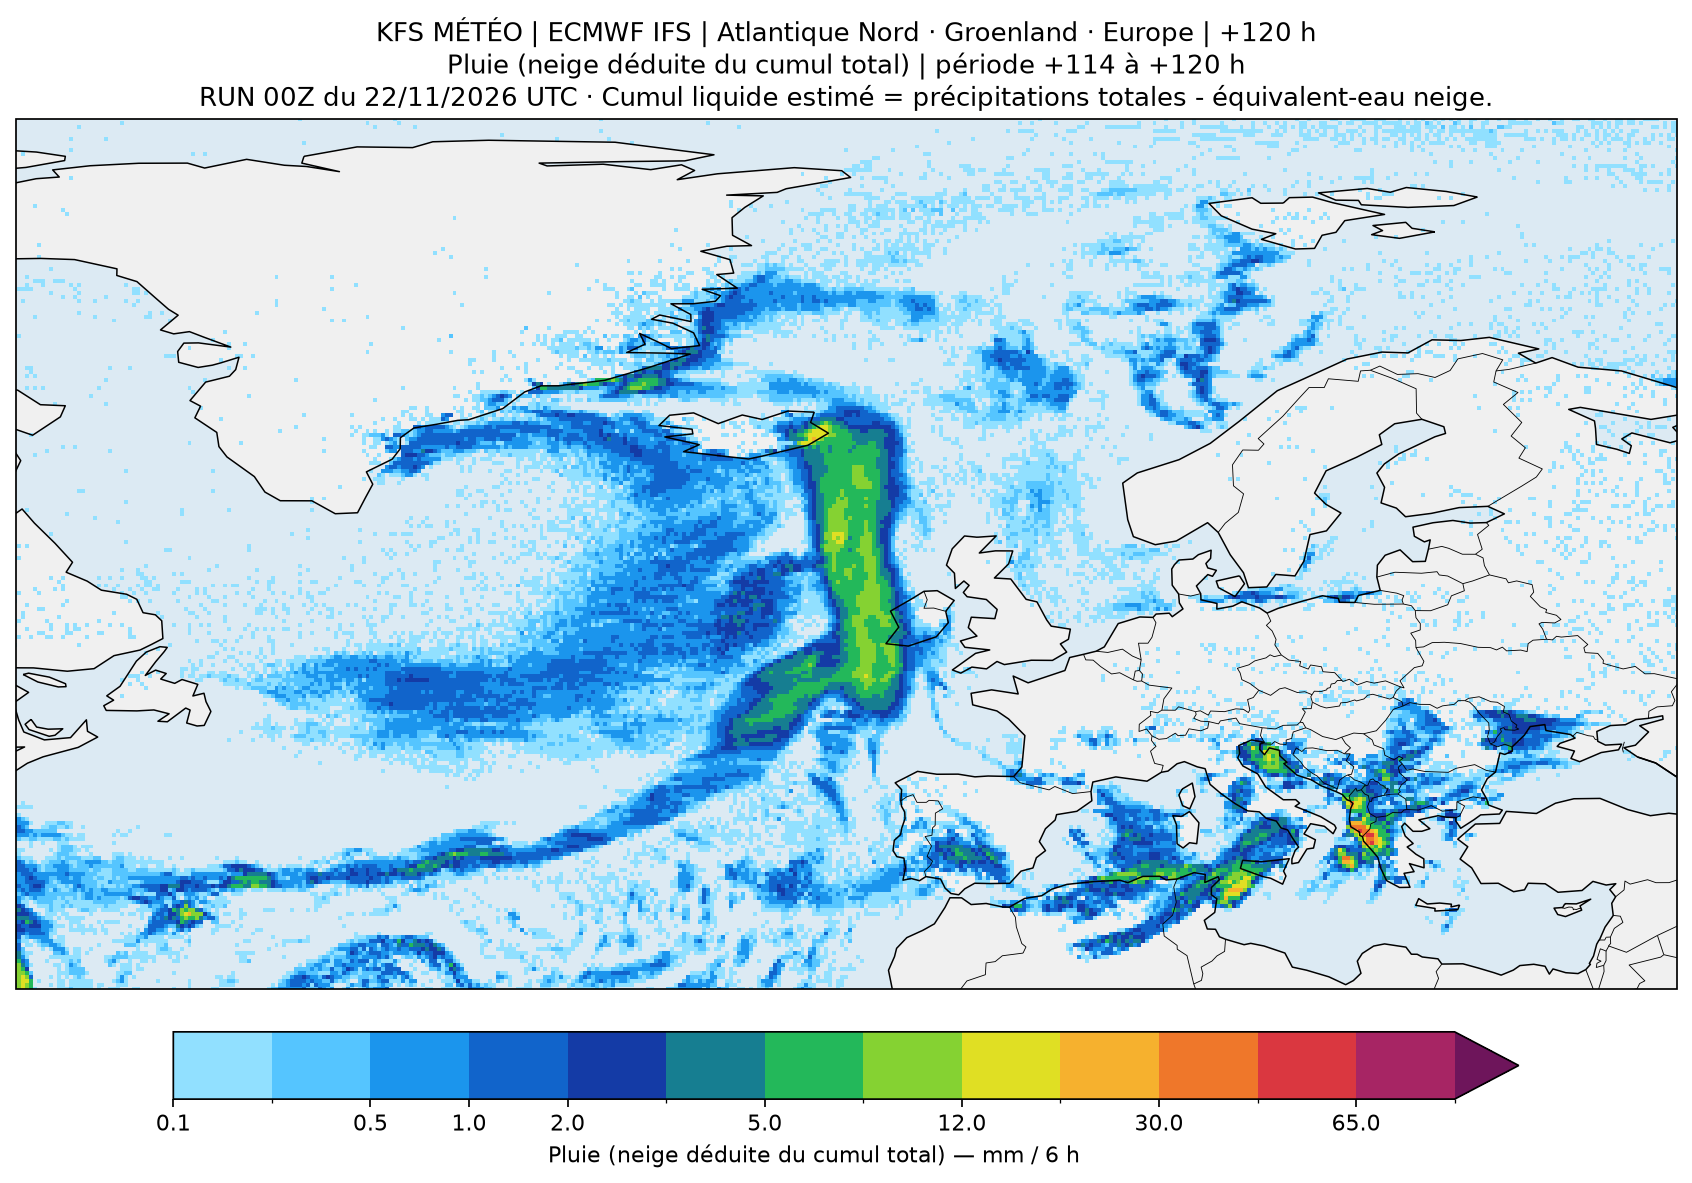 KFS MÉTÉO | ECMWF IFS | Atlantique Nord · Groenland · Europe | +120 h
Pluie (neige déduite du cumul total) | période +114 à +120 h
RUN 00Z du 22/11/2026 UTC · Cumul liquide estimé = précipitations totales - équivalent-eau neige.
0.1 0.5 1.0 2.0 5.0 12.0 30.0 65.0
Pluie (neige déduite du cumul total) — mm / 6 h